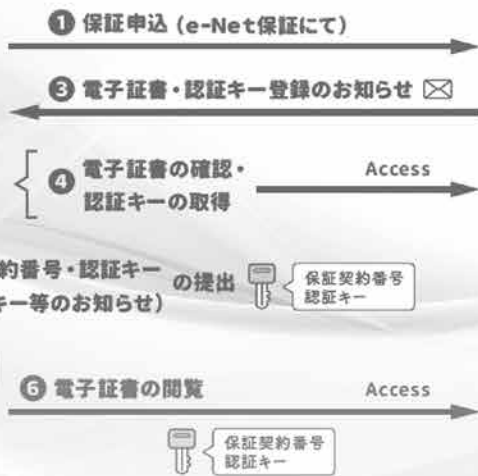 ❶ 保証申込 (e-Net保証にて)
❸ 電子証書・認証キー登録のお知らせ
❹ 電子証書の確認・
認証キーの取得
Access
約番号・認証キー の提出
キー等のお知らせ)
保証契約番号
認証キー
❻ 電子証書の閲覧
Access
保証契約番号
認証キー